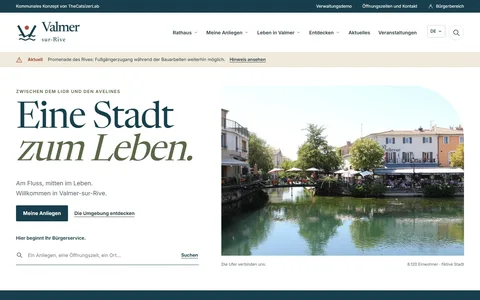 Kommunales Konzept von TheCatalzerLab
Verwaltungsdemo
Öffnungszeiten und Kontakt
Bürgerbereich
Valmer
sur-Rive
Rathaus
Meine Anliegen
Leben in Valmer
Entdecken
Aktuelles
Veranstaltungen
DE
Aktuell
Promenade des Rives: Fußgängerzugang während der Bauarbeiten weiterhin möglich.
Hinweis ansehen
ZWISCHEN DEM LIGR UND DEN AVELINES
Eine Stadt
zum Leben.
Am Fluss, mitten im Leben.
Willkommen in Valmer-sur-Rive.
Meine Anliegen
Die Umgebung entdecken
Hier beginnt Ihr Bürgerservice.
Ein Anliegen, eine Öffnungszeit, ein Ort...
Suchen
Die Ufer verbinden uns
8.120 Einwohner · Fiktive Stadt